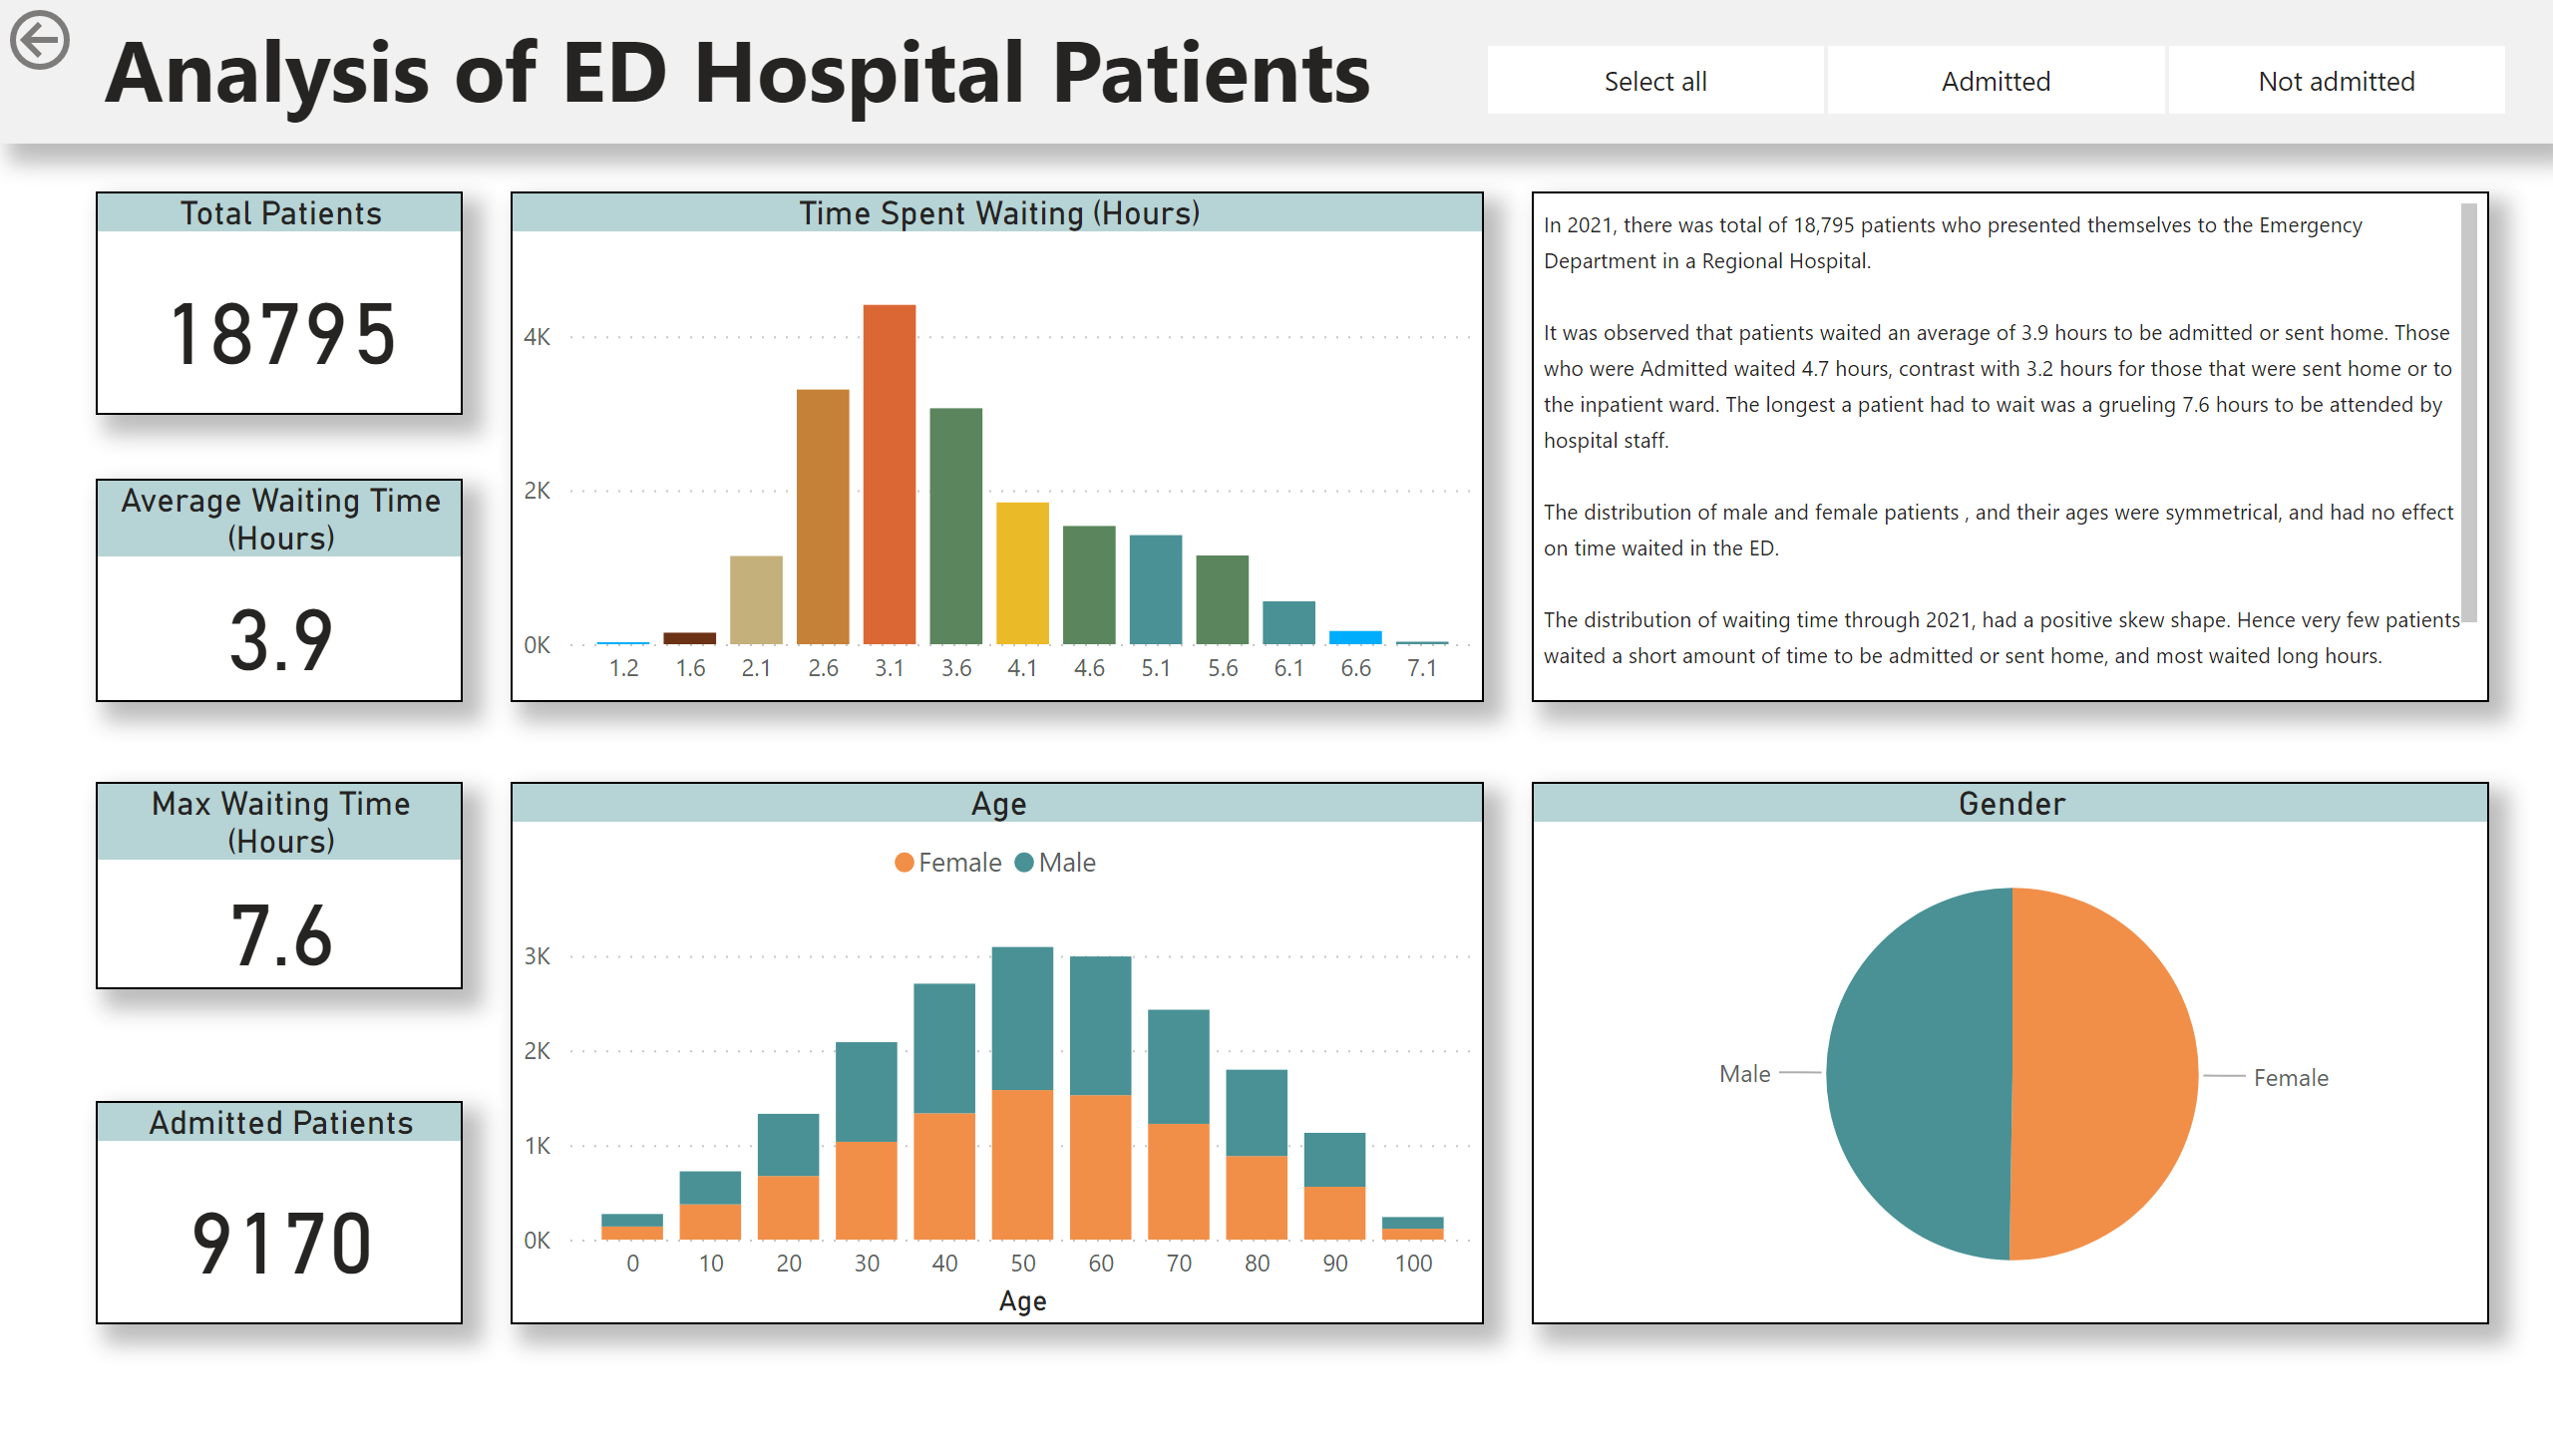 Analysis of ED Hospital Patients
Select all
Admitted
Not admitted
Total Patients
18795
Average Waiting Time
(Hours)
3.9
Max Waiting Time
(Hours)
7.6
Admitted Patients
9170
Time Spent Waiting (Hours)
4K
2K
0K
1.2 1.6 2.1 2.6 3.1 3.6 4.1 4.6 5.1 5.6 6.1 6.6 7.1
In 2021, there was total of 18,795 patients who presented themselves to the Emergency
Department in a Regional Hospital.
It was observed that patients waited an average of 3.9 hours to be admitted or sent home. Those
who were Admitted waited 4.7 hours, contrast with 3.2 hours for those that were sent home or to
the inpatient ward. The longest a patient had to wait was a grueling 7.6 hours to be attended by
hospital staff.
The distribution of male and female patients , and their ages were symmetrical, and had no effect
on time waited in the ED.
The distribution of waiting time through 2021, had a positive skew shape. Hence very few patients
waited a short amount of time to be admitted or sent home, and most waited long hours.
Age
Female Male
3K
2K
1K
0K
0 10 20 30 40 50 60 70 80 90 100
Age
Gender
Male
Female